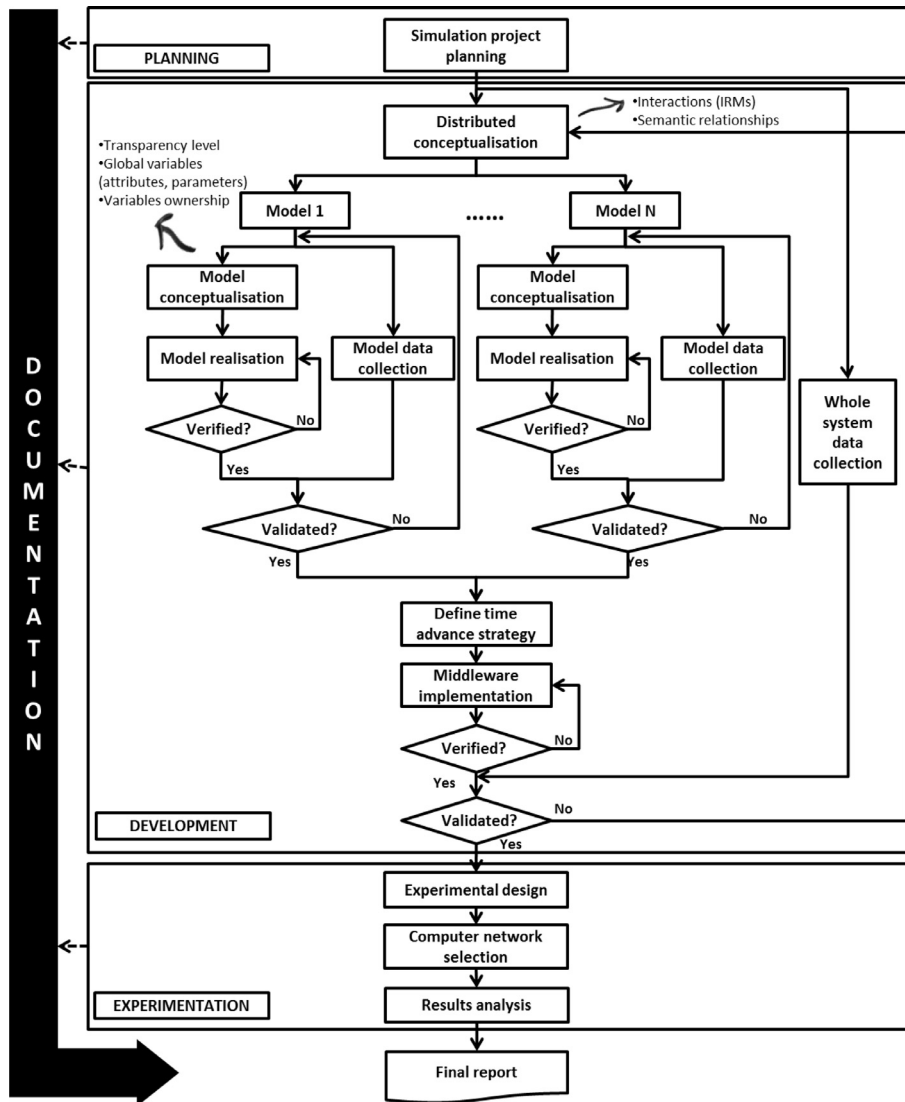 Simulation project
planning
PLANNING
Distributed
conceptualisation
•Interactions (IRMs)
•Semantic relationships
•Transparency level
•Global variables
(attributes, parameters)
•Variables ownership
Model 1
......
Model N
Model
conceptualisation
Model
conceptualisation
Model realisation
Model data
collection
Model realisation
Model data
collection
Verified?
No
Yes
Verified?
No
Yes
Whole
system
data
collection
Validated?
No
Yes
Validated?
No
Yes
Define time
advance strategy
Middleware
implementation
Verified?
No
Yes
Validated?
No
Yes
DEVELOPMENT
Experimental design
Computer network
selection
Results analysis
EXPERIMENTATION
Final report
DOCUMENTATION